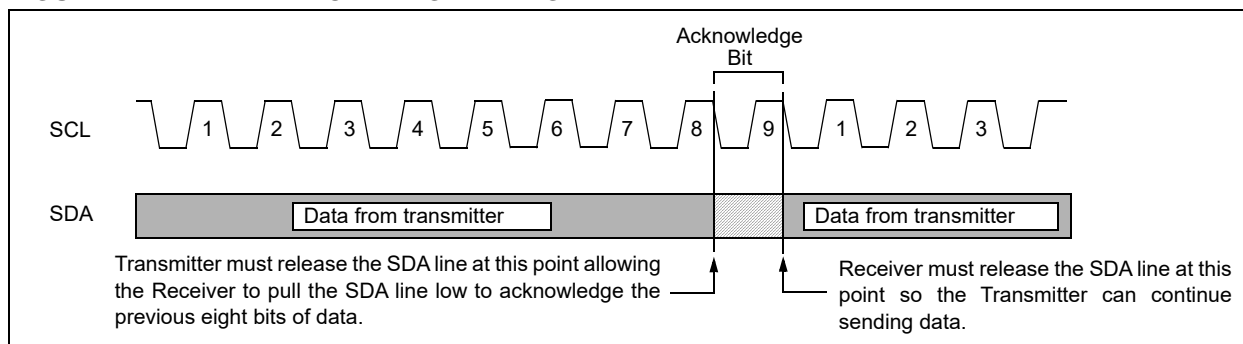 Acknowledge
Bit
SCL
1 2 3 4 5 6 7 8 9 1 2 3
SDA
Data from transmitter
Data from transmitter
Transmitter must release the SDA line at this point allowing
the Receiver to pull the SDA line low to acknowledge the
previous eight bits of data.
Receiver must release the SDA line at this
point so the Transmitter can continue
sending data.